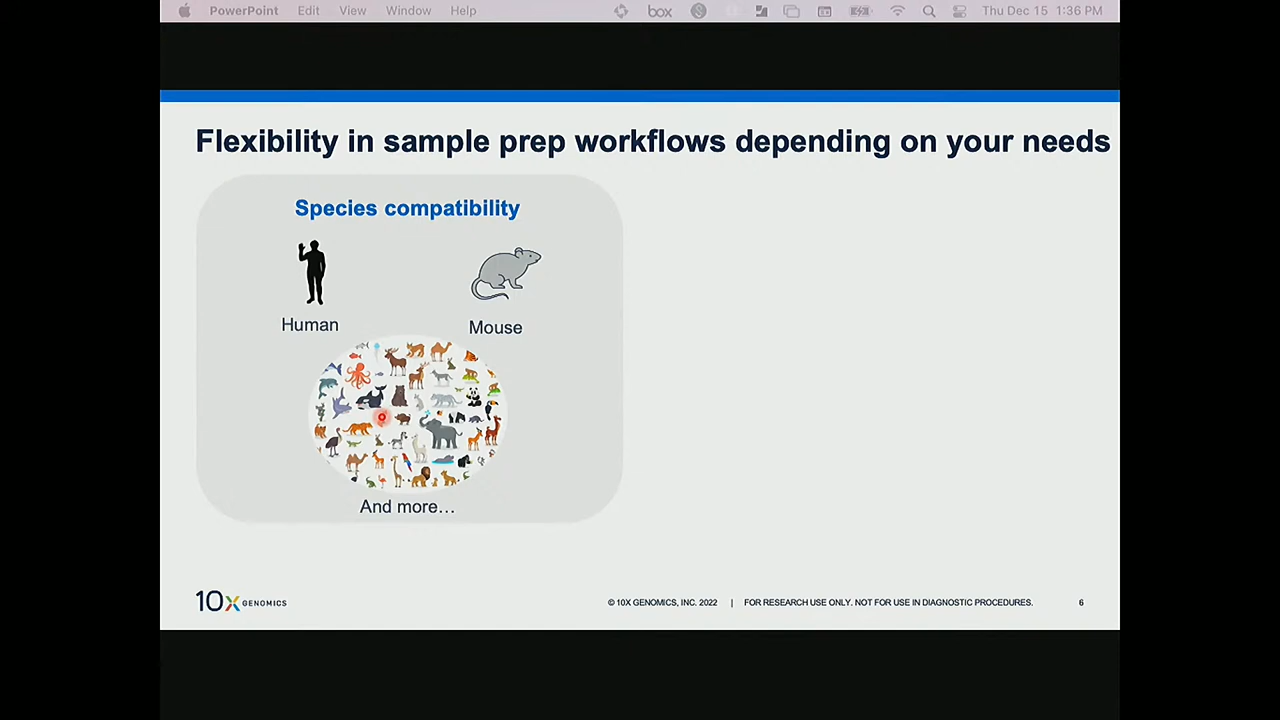 PowerPoint Edit View Window Help box Thu Dec 15 1:36 PM
Flexibility in sample prep workflows depending on your needs
Species compatibility
Human
Mouse
And more…
10x GENOMICS
© 10X GENOMICS, INC. 2022 | FOR RESEARCH USE ONLY. NOT FOR USE IN DIAGNOSTIC PROCEDURES. 6